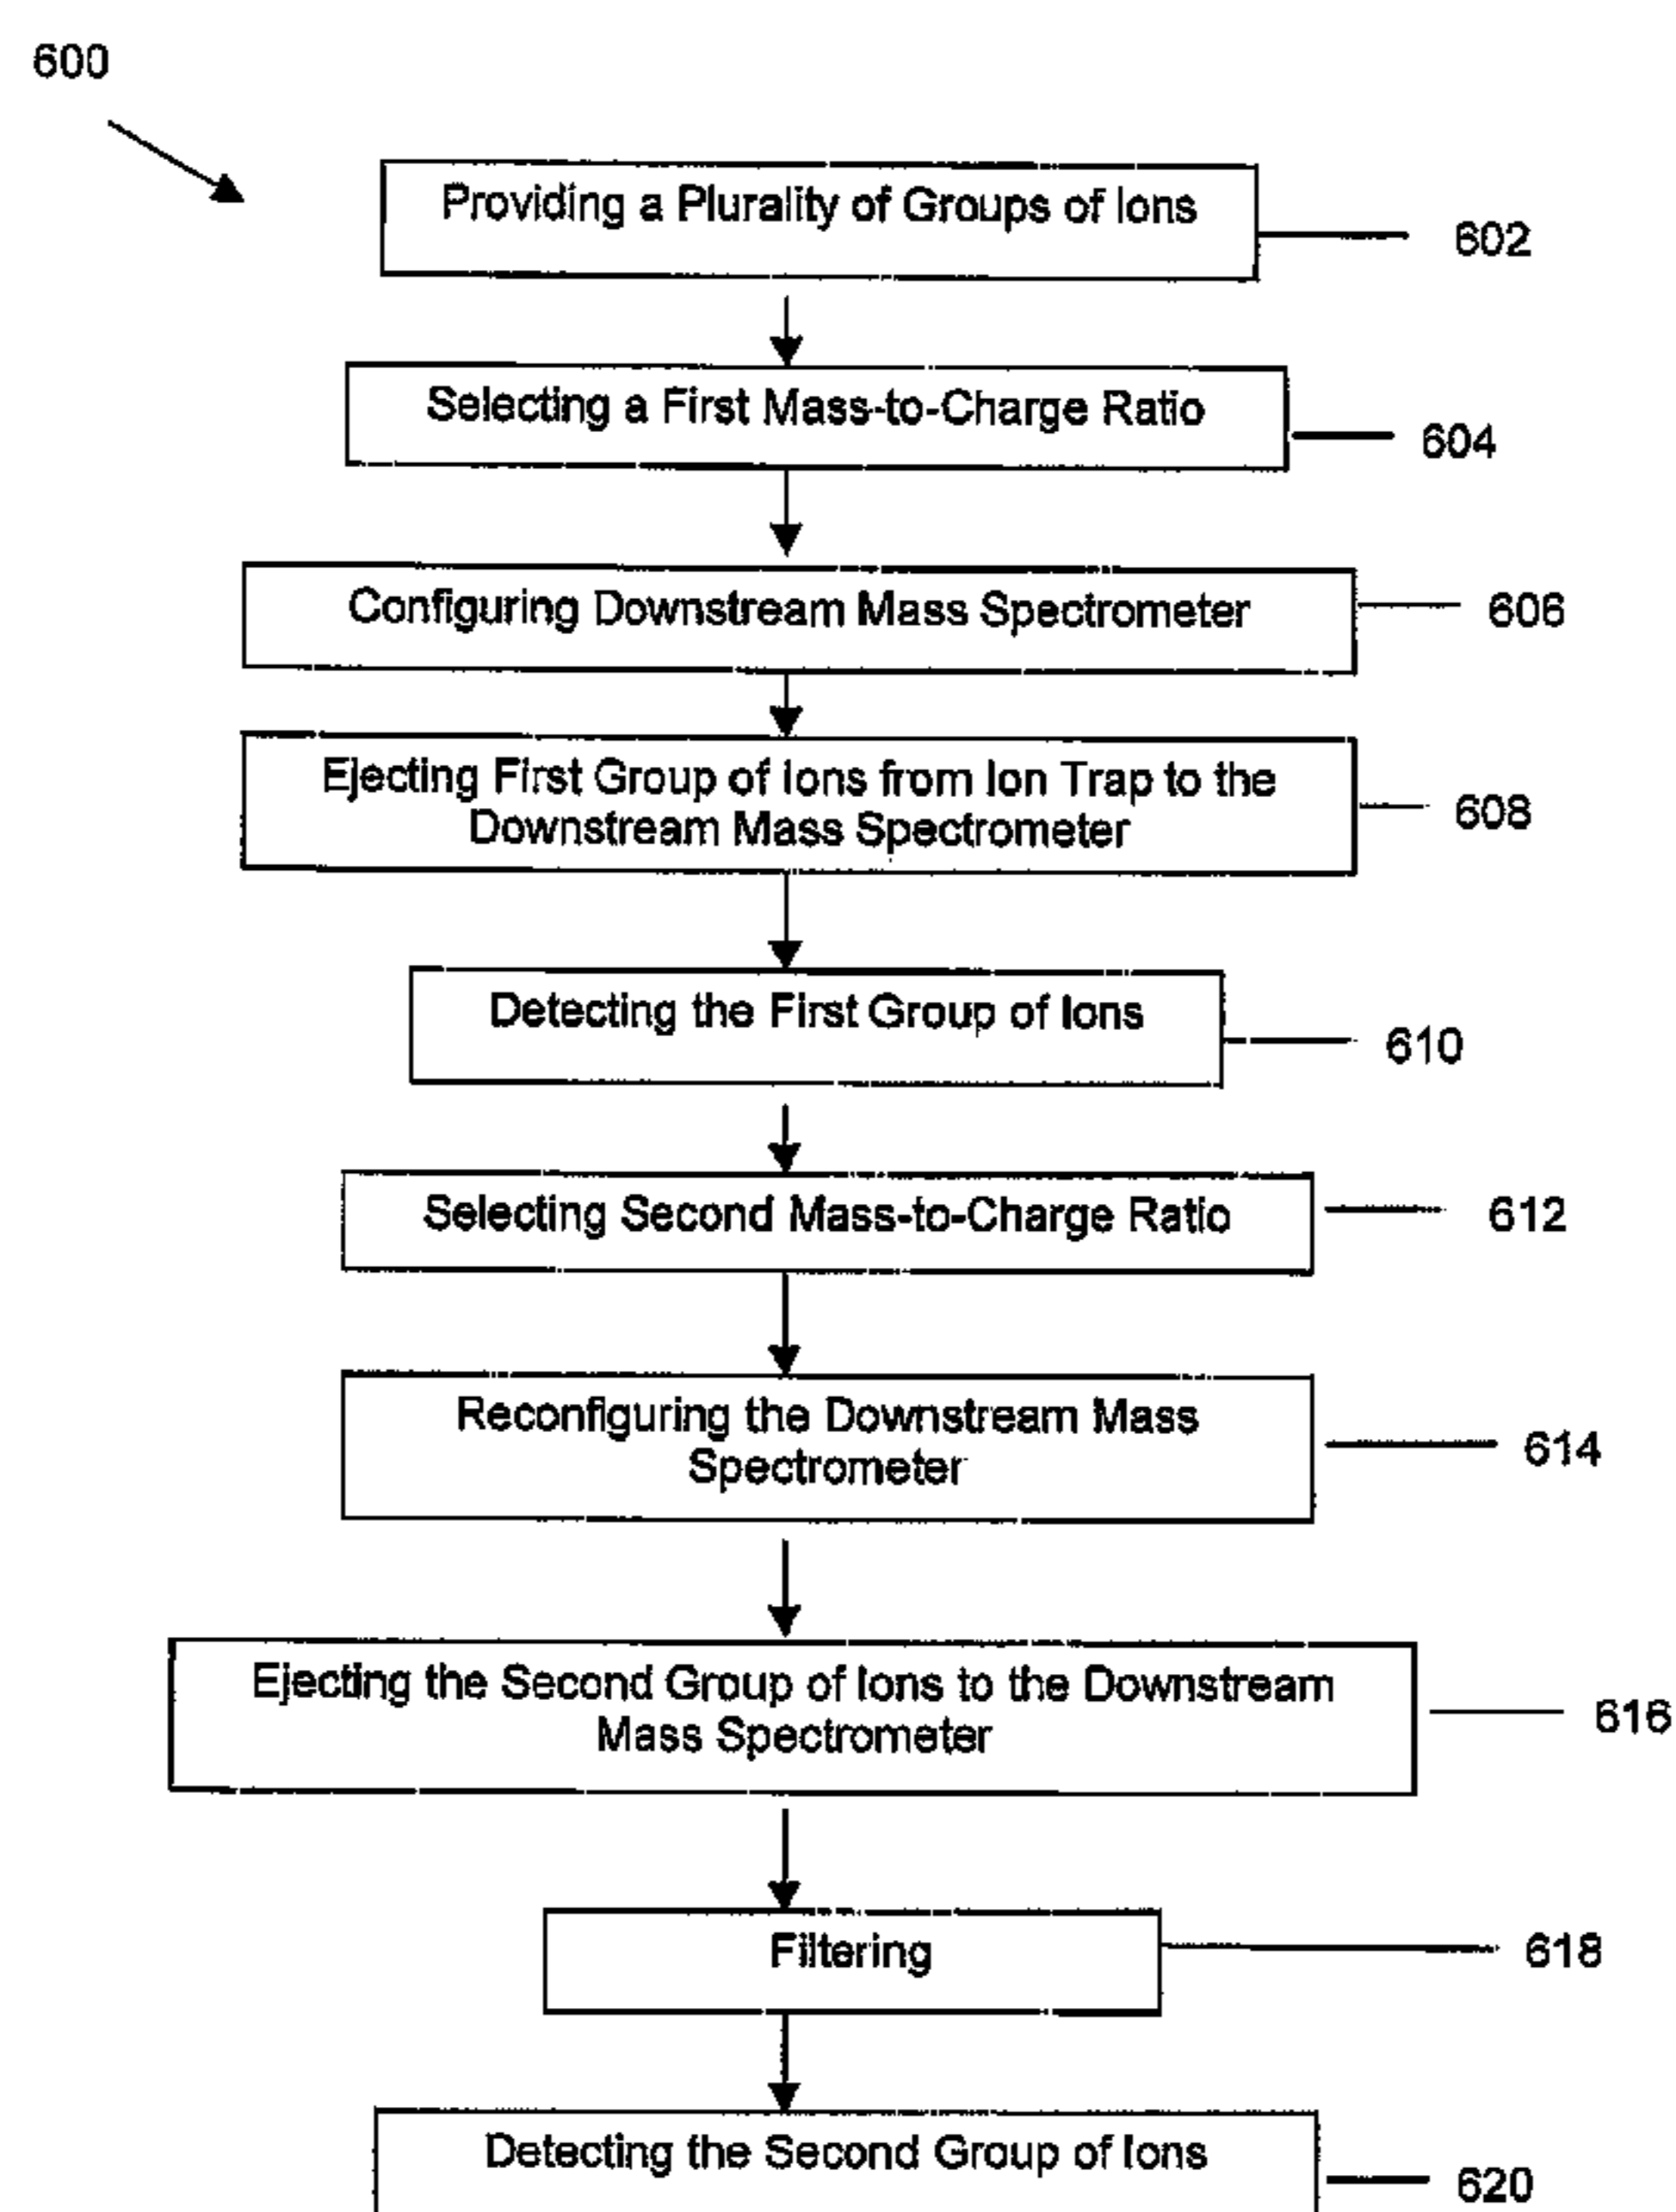 600
Providing a Plurality of Groups of Ions
602
Selecting a First Mass-to-Charge Ratio
604
Configuring Downstream Mass Spectrometer
606
Ejecting First Group of Ions from Ion Trap to the
Downstream Mass Spectrometer
608
Detecting the First Group of Ions
610
Selecting Second Mass-to-Charge Ratio
612
Reconfiguring the Downstream Mass
Spectrometer
614
Ejecting the Second Group of Ions to the Downstream
Mass Spectrometer
616
Filtering
618
Detecting the Second Group of Ions
620